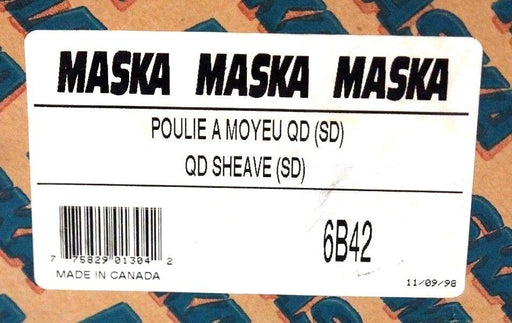 MASKA MASKA MASKA
POULIE A MOYEU QD (SD)
QD SHEAVE (SD)
6B42
7 75829 01304 2
MADE IN CANADA
11/09/98